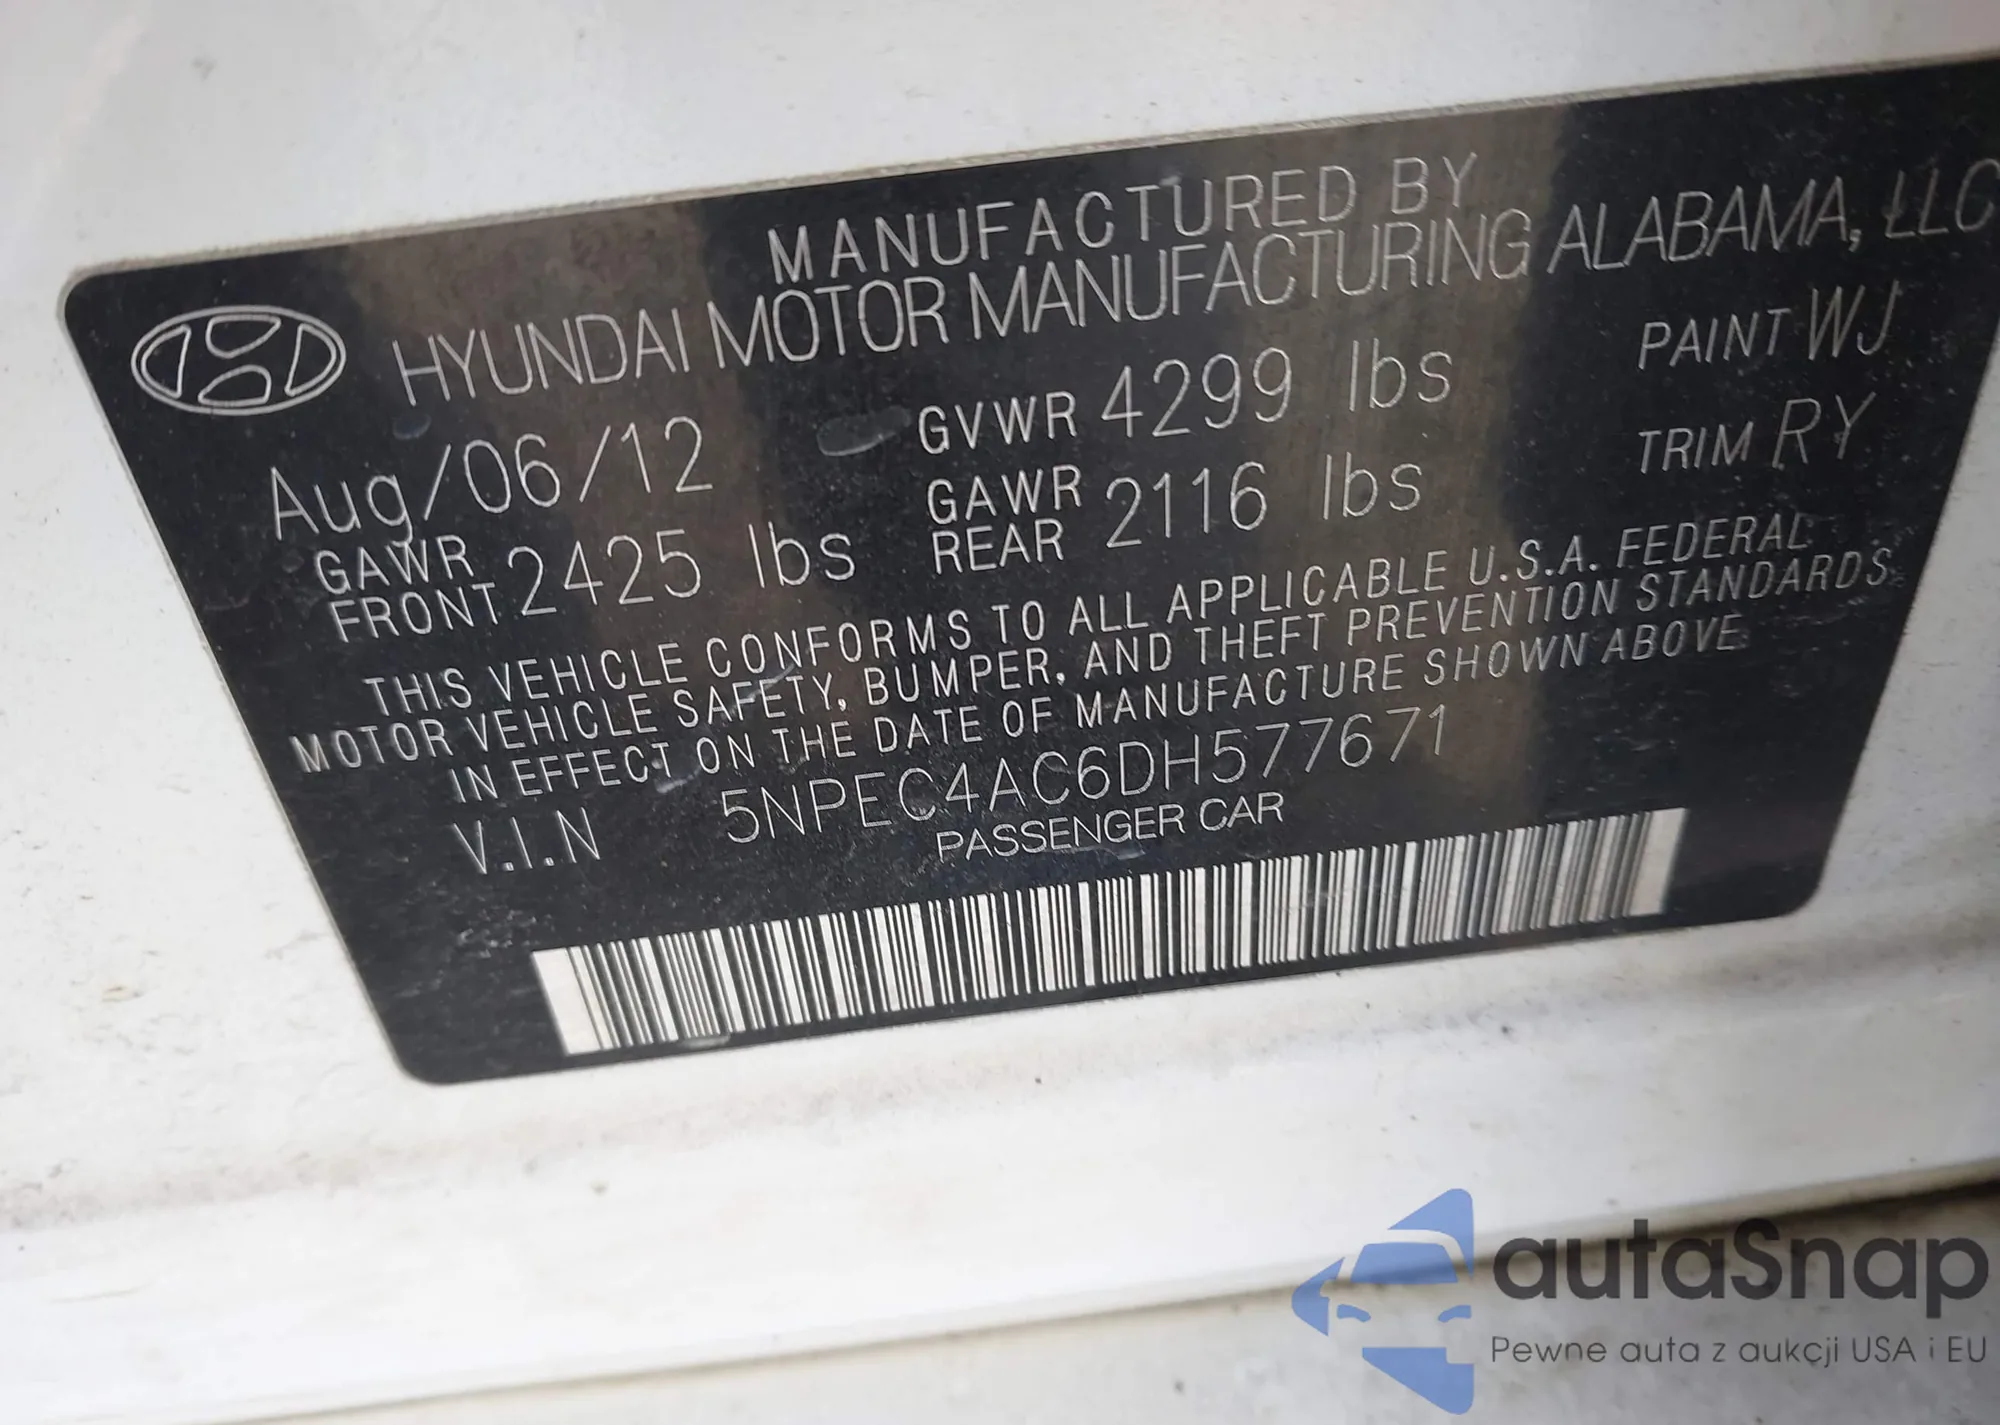 MANUFACTURED BY
HYUNDAI MOTOR MANUFACTURING ALABAMA, LLC
Aug/06/12 GVWR 4299 lbs PAINT WJ
GAWR FRONT 2425 lbs GAWR REAR 2116 lbs TRIM RY
THIS VEHICLE CONFORMS TO ALL APPLICABLE U.S.A. FEDERAL
MOTOR VEHICLE SAFETY, BUMPER, AND THEFT PREVENTION STANDARDS
IN EFFECT ON THE DATE OF MANUFACTURE SHOWN ABOVE.
V.I.N 5NPEC4AC6DH577671
PASSENGER CAR
autaSnap
Pewne auta z aukcji USA i EU